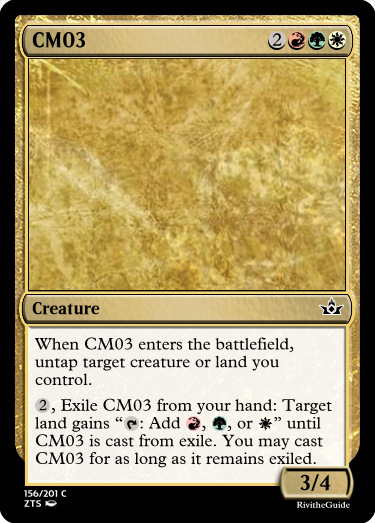 CM03 2
Creature
When CM03 enters the battlefield,
untap target creature or land you
control.
2, Exile CM03 from your hand: Target
land gains “: Add , , or ” until
CM03 is cast from exile. You may cast
CM03 for as long as it remains exiled.
3/4
156/201 C
ZTS
RivitheGuide